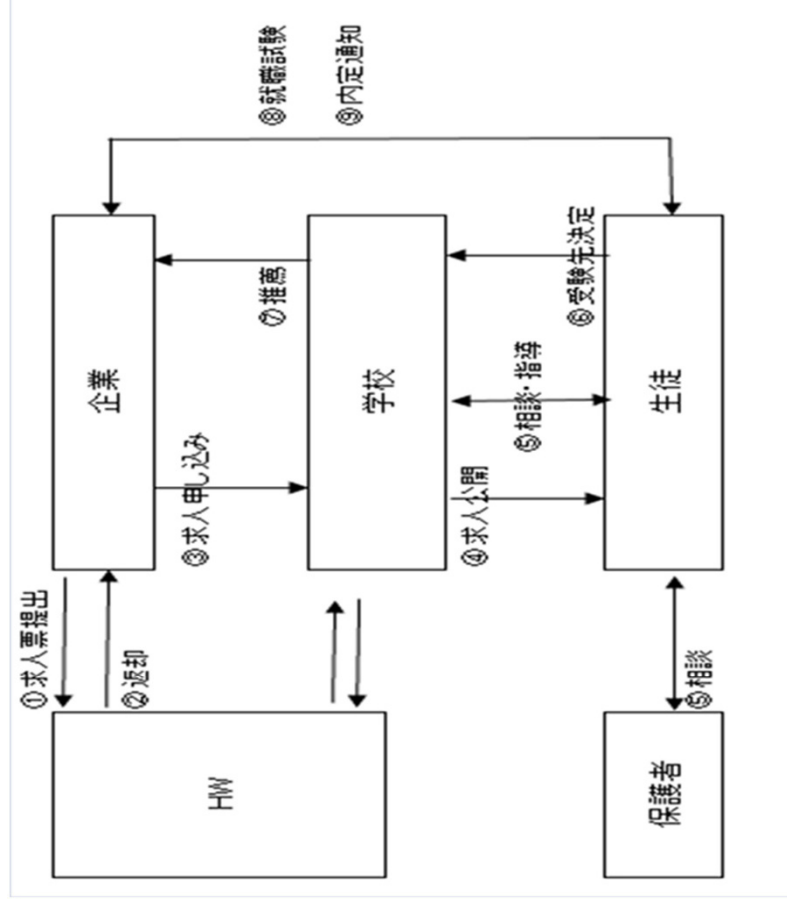 ①求人票提出
②返却
③求人申し込み
④求人公開
⑤相談・指導
⑤相談
⑥受験先決定
⑦推薦
⑧就職試験
⑨内定通知
HW
企業
学校
生徒
保護者